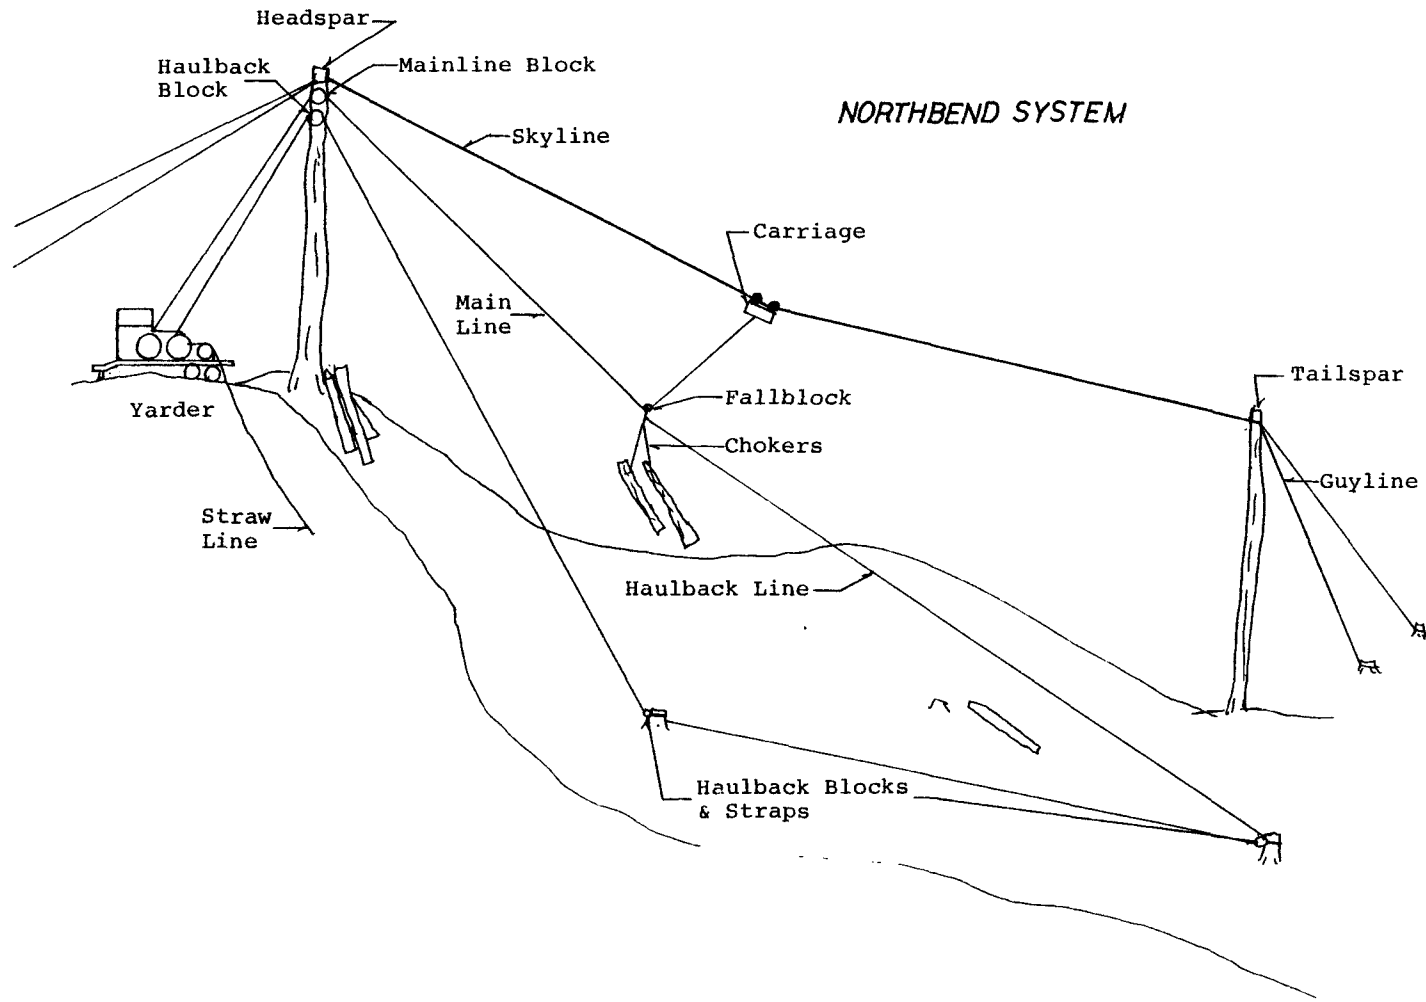 Headspar
Haulback
Block
Mainline Block
NORTHBEND SYSTEM
Skyline
Carriage
Main
Line
Tailspar
Fallblock
Yarder
Chokers
Guyline
Straw
Line
Haulback Line
Haulback Blocks
& Straps